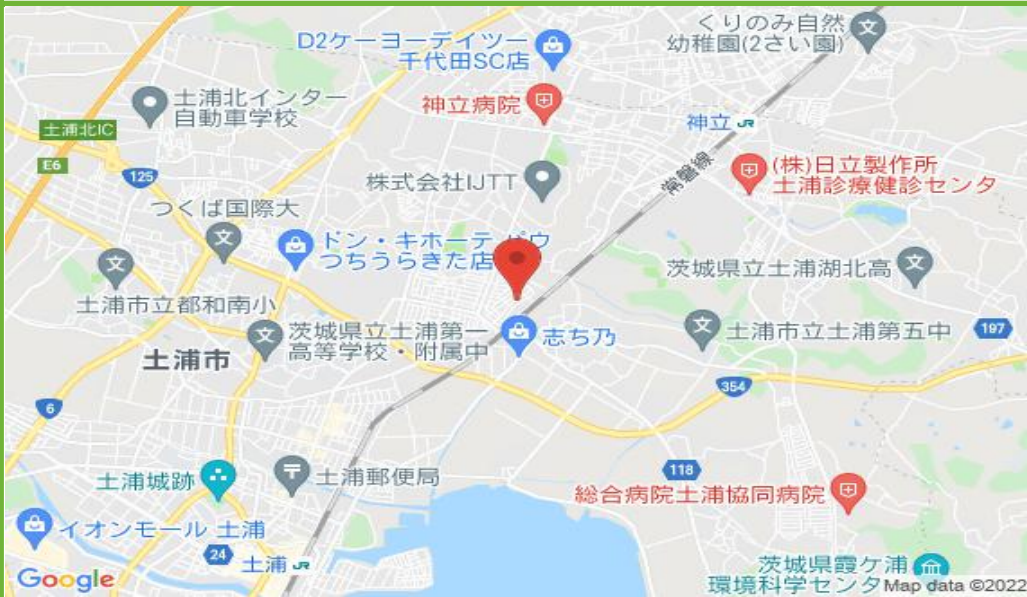 くりのみ自然
幼稚園(2さい園)
D2ケーヨーデイツー
千代田SC店
土浦北インター
自動車学校
神立病院
神立 JR
土浦北IC
E6
125
常磐線
(株)日立製作所
土浦診療健診センタ
株式会社IJTT
つくば国際大
ドン・キホーテ パウ
つちうらきた店
茨城県立土浦湖北高
土浦市立都和南小
茨城県立土浦第一
高等学校・附属中
志ち乃
土浦市立土浦第五中
197
土浦市
354
6
118
土浦城跡
土浦郵便局
総合病院土浦協同病院
イオンモール 土浦
24
土浦 JR
茨城県霞ケ浦
環境科学センタ
Google
Map data ©2022